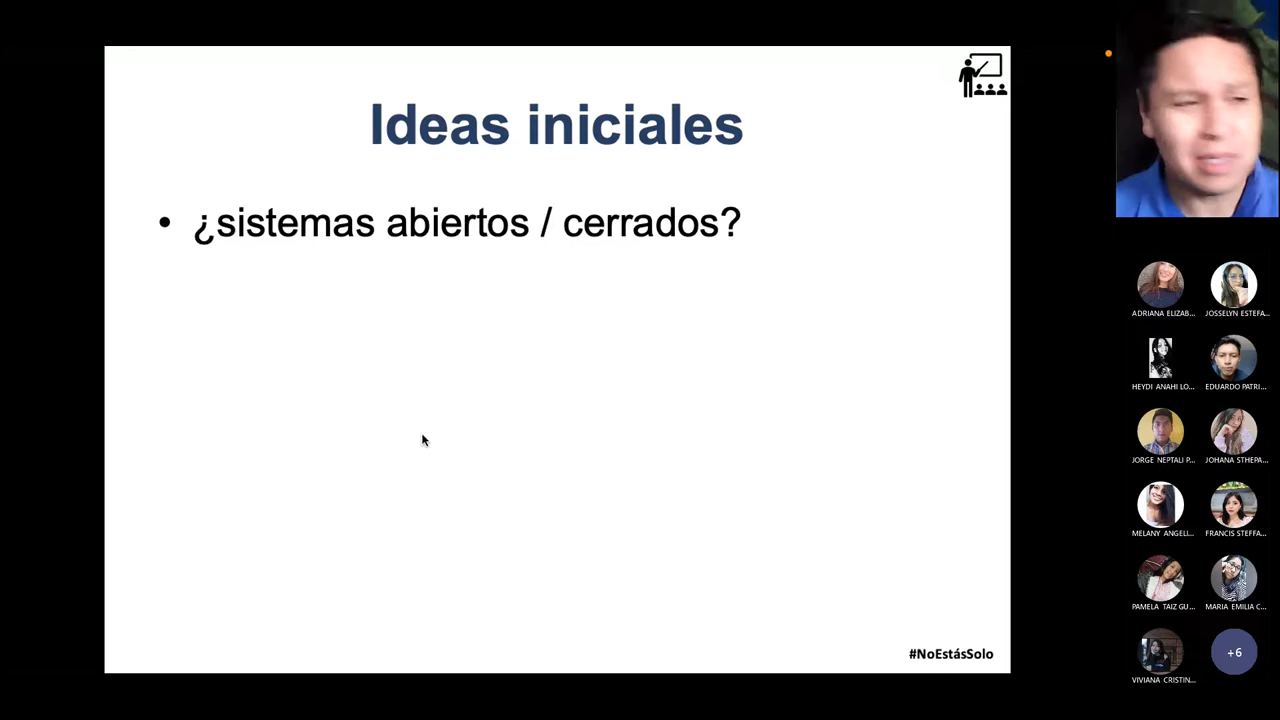 Ideas iniciales
• ¿sistemas abiertos / cerrados?
#NoEstásSolo
ADRIANA ELIZAB...
JOSSELYN ESTEFA...
HEYDI ANAHI LO...
EDUARDO PATRI...
JORGE NEPTALI P...
JOHANA STHEPA...
MELANY ANGELI...
FRANCIS STEFFA...
PAMELA TAIZ GU...
MARIA EMILIA C...
VIVIANA CRISTIN...
+6